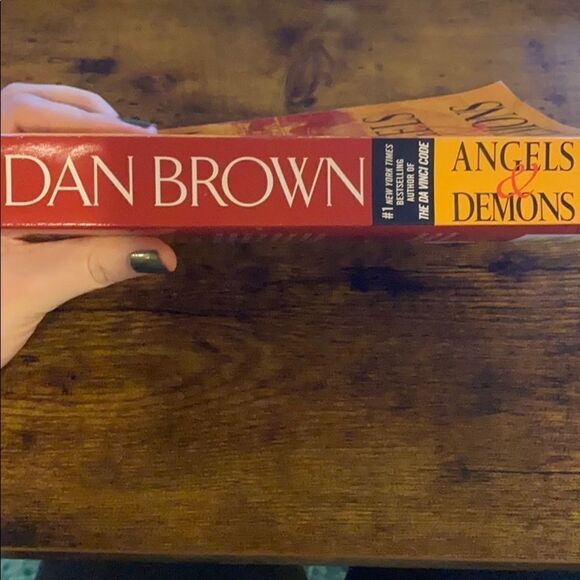 DAN BROWN
#1 NEW YORK TIMES
BESTSELLING
AUTHOR OF
THE DA VINCI CODE
ANGELS
&
DEMONS